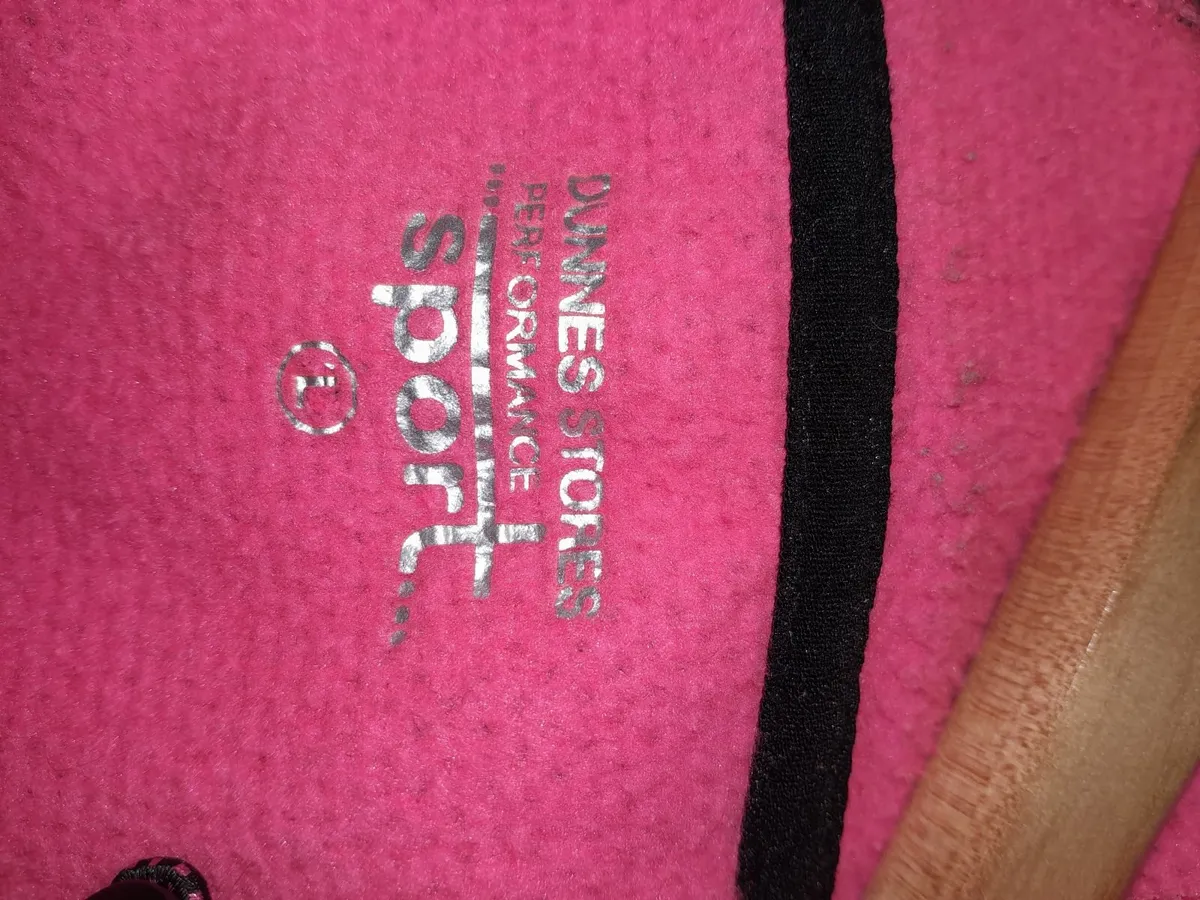 DUNNES STORES
PERFORMANCE
sport...
L